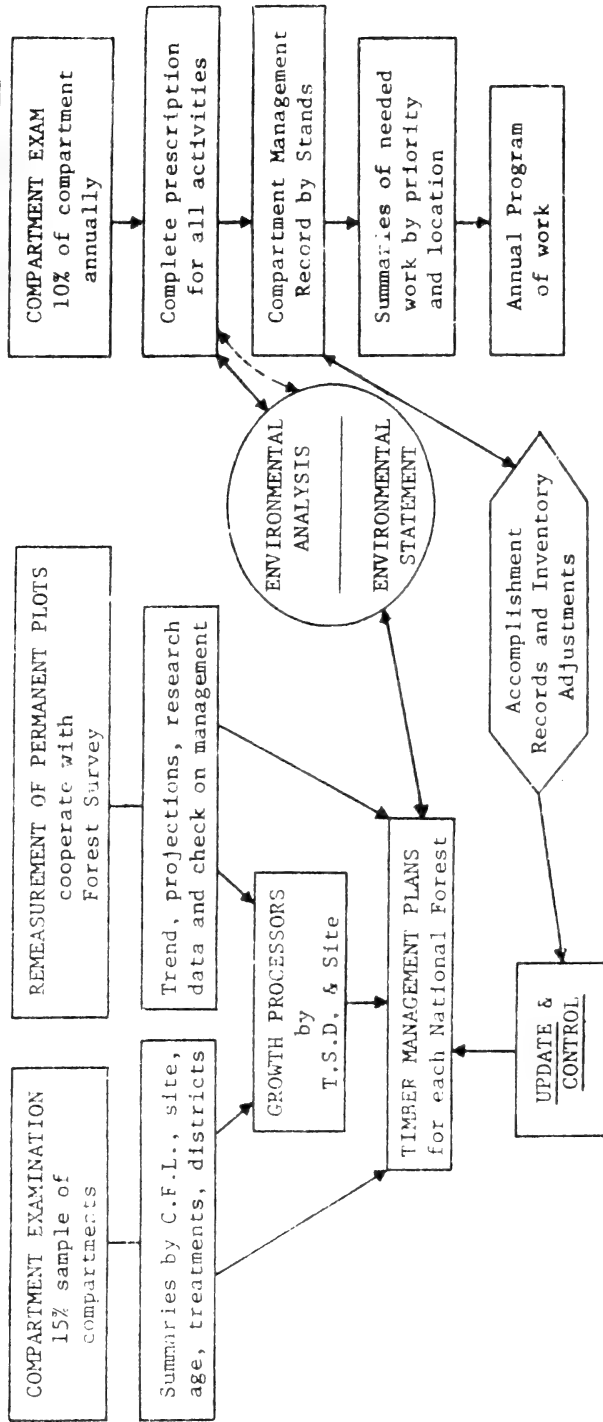 COMPARTMENT EXAMINATION
15% sample of
compartments
Summaries by C.F.L., site,
age, treatments, districts
REMEASUREMENT OF PERMANENT PLOTS
cooperate with
Forest Survey
Trend, projections, research
data and check on management
GROWTH PROCESSORS
by
T.S.D. & Site
TIMBER MANAGEMENT PLANS
for each National Forest
UPDATE &
CONTROL
ENVIRONMENTAL
ANALYSIS
ENVIRONMENTAL
STATEMENT
Accomplishment
Records and Inventory
Adjustments
COMPARTMENT EXAM
10% of compartment
annually
Complete prescription
for all activities
Compartment Management
Record by Stands
Summaries of needed
work by priority
and location
Annual Program
of work